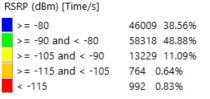 RSRP (dBm) [Time/s]
>= -80 46009 38.56%
>= -90 and < -80 58318 48.88%
>= -105 and < -90 13229 11.09%
>= -115 and < -105 764 0.64%
< -115 992 0.83%